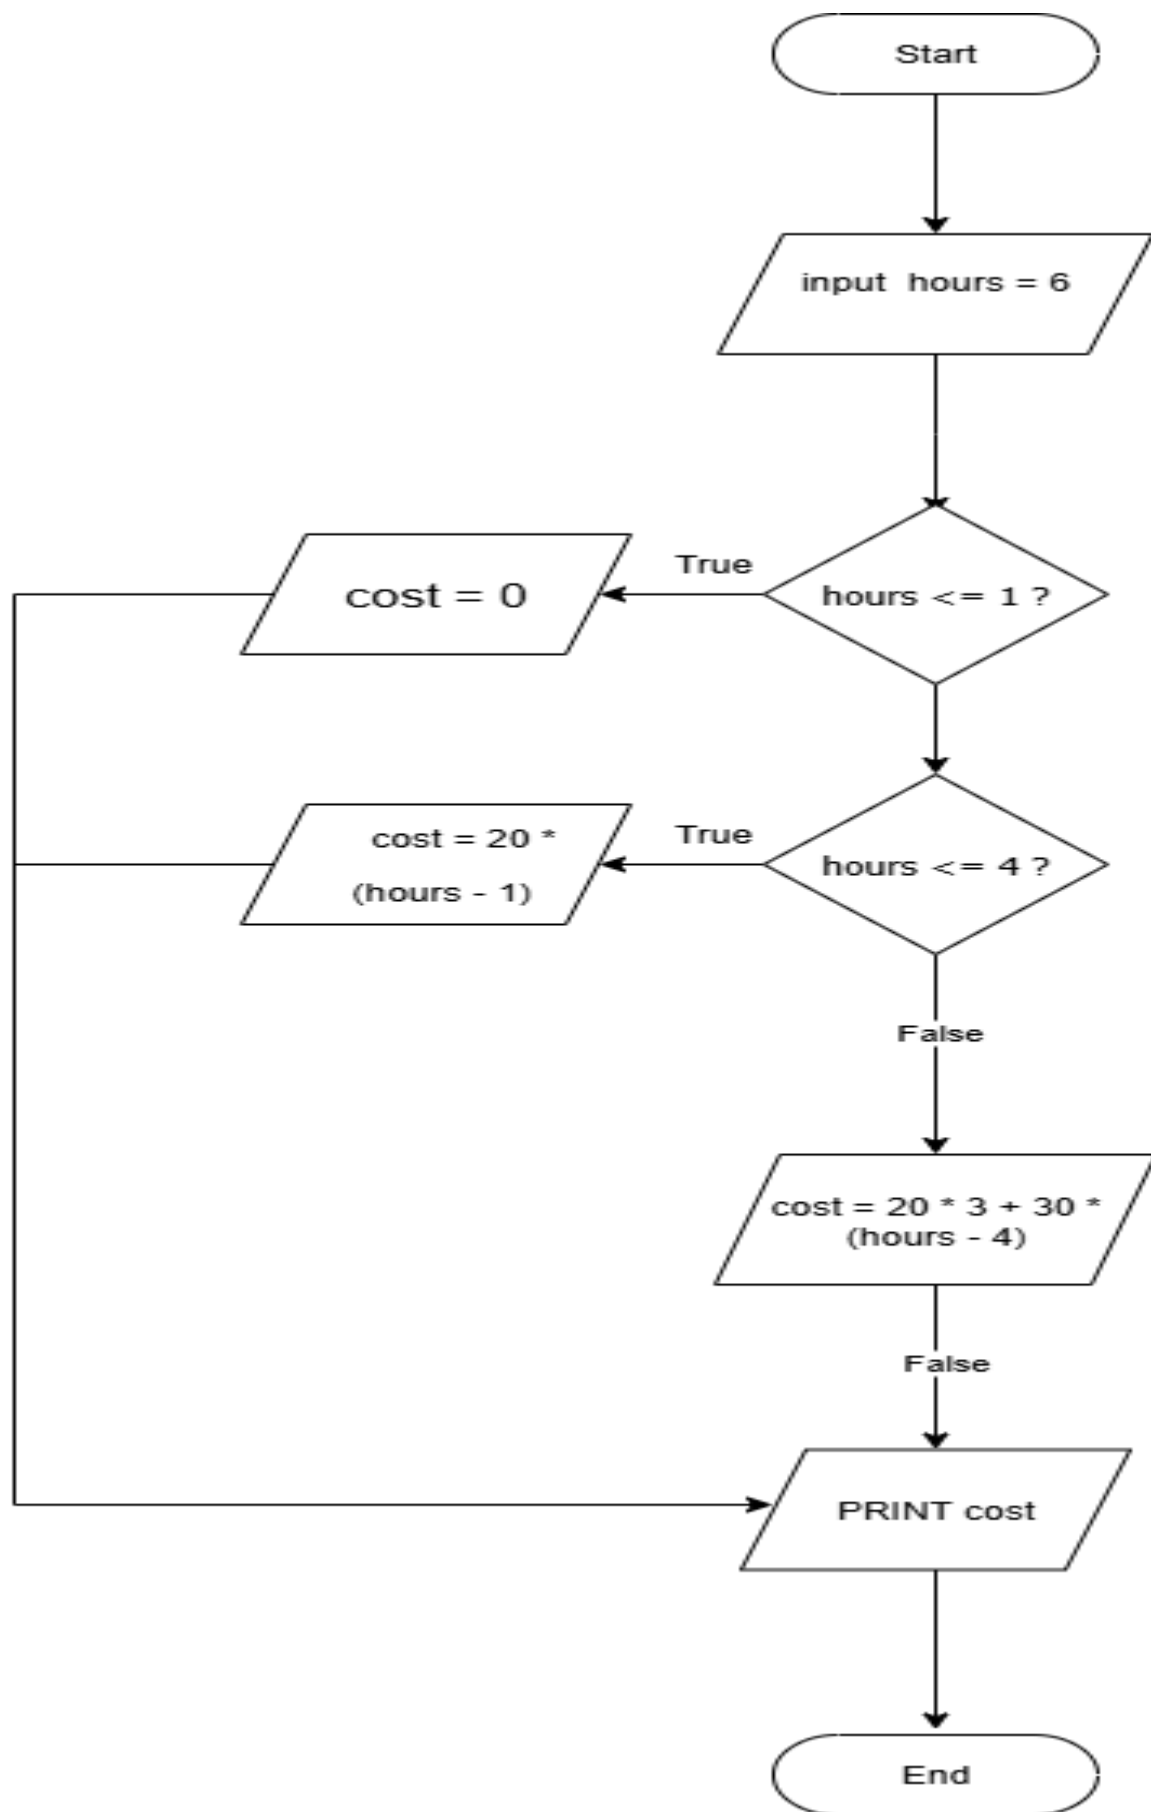 Start
input  hours = 6
True
hours <= 1 ?
cost = 0
True
hours <= 4 ?
cost = 20 *
(hours - 1)
False
cost = 20 * 3 + 30 *
(hours - 4)
False
PRINT cost
End